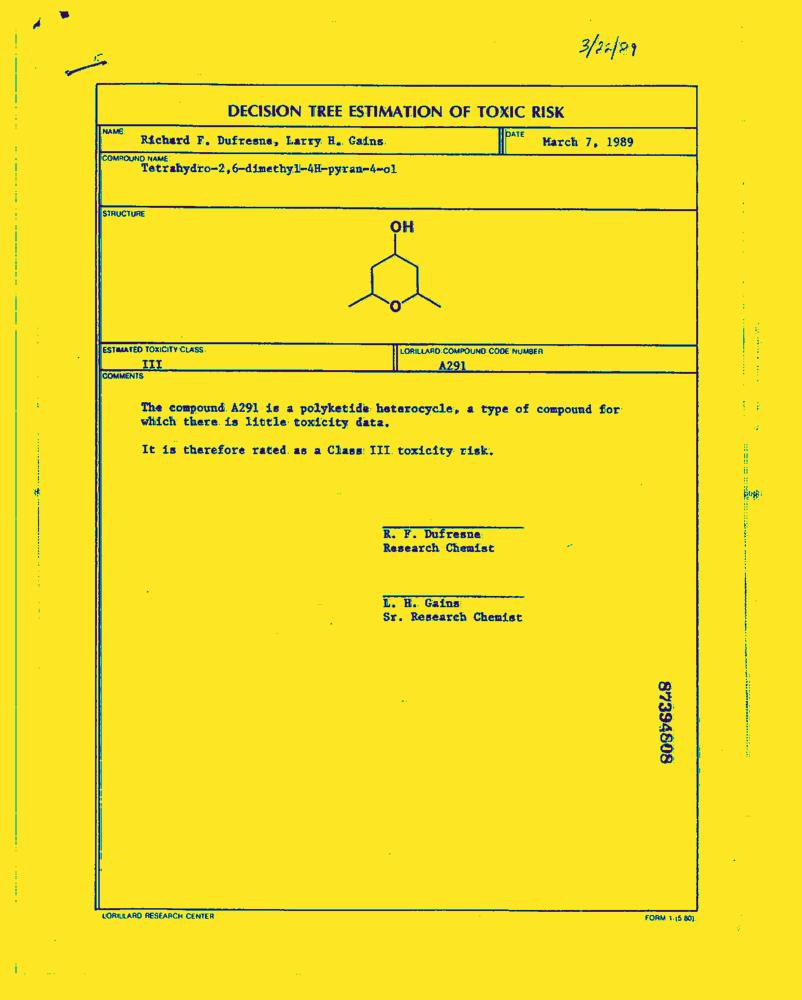 3/22/89
DECISION TREE ESTIMATION OF TOXIC RISK
NAME
Richard F. Dufresne, Larry H. Gains
DATE
March 7, 1989
COMPOUND NAME
Tetrahydro-2,6-dimethyl-4H-pyran-4-ol
STRUCTURE
OH
O
ESTIMATED TOXICITY CLASS
III
LORILLARD COMPOUND CODE NUMBER
A291
COMMENTS
The compound A291 is a polyketide heterocycle, a type of compound for
which there is little toxicity data.
It is therefore rated as a Class III toxicity risk.
R. F. Dufresne
Research Chemist
L. H. Gains
Sr. Research Chemist
87394808
LORILLARD RESEARCH CENTER
FORM 1 (5 80)